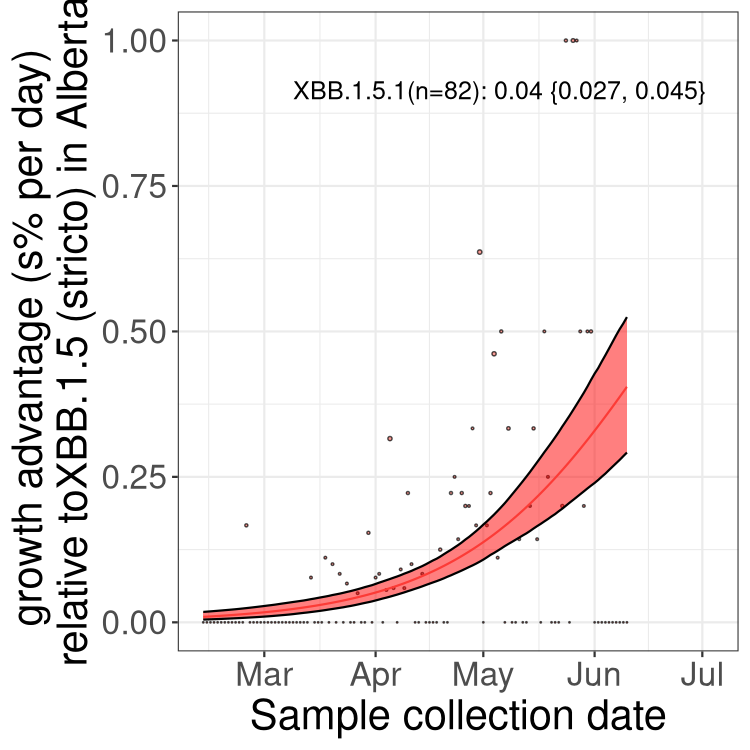 growth advantage (s% per day)
relative toXBB.1.5 (stricto) in Alberta
1.00
0.75
0.50
0.25
0.00
XBB.1.5.1(n=82): 0.04 {0.027, 0.045}
Mar Apr May Jun Jul
Sample collection date